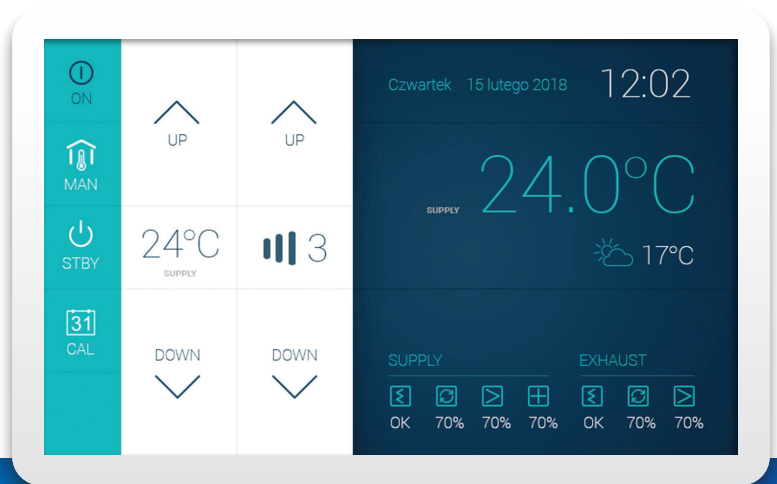 ON
MAN
STBY
31
CAL
UP
24°C
SUPPLY
DOWN
UP
3
DOWN
Czwartek 15 lutego 2018 12:02
SUPPLY 24.0°C
17°C
SUPPLY
OK 70% 70% 70%
EXHAUST
OK 70% 70%